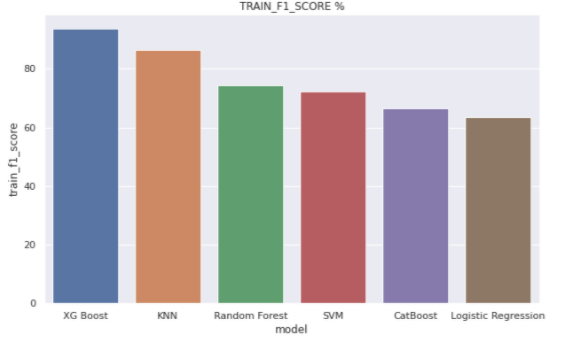 TRAIN_F1_SCORE %
train_f1_score
80
60
40
20
0
XG Boost KNN Random Forest SVM CatBoost Logistic Regression
model